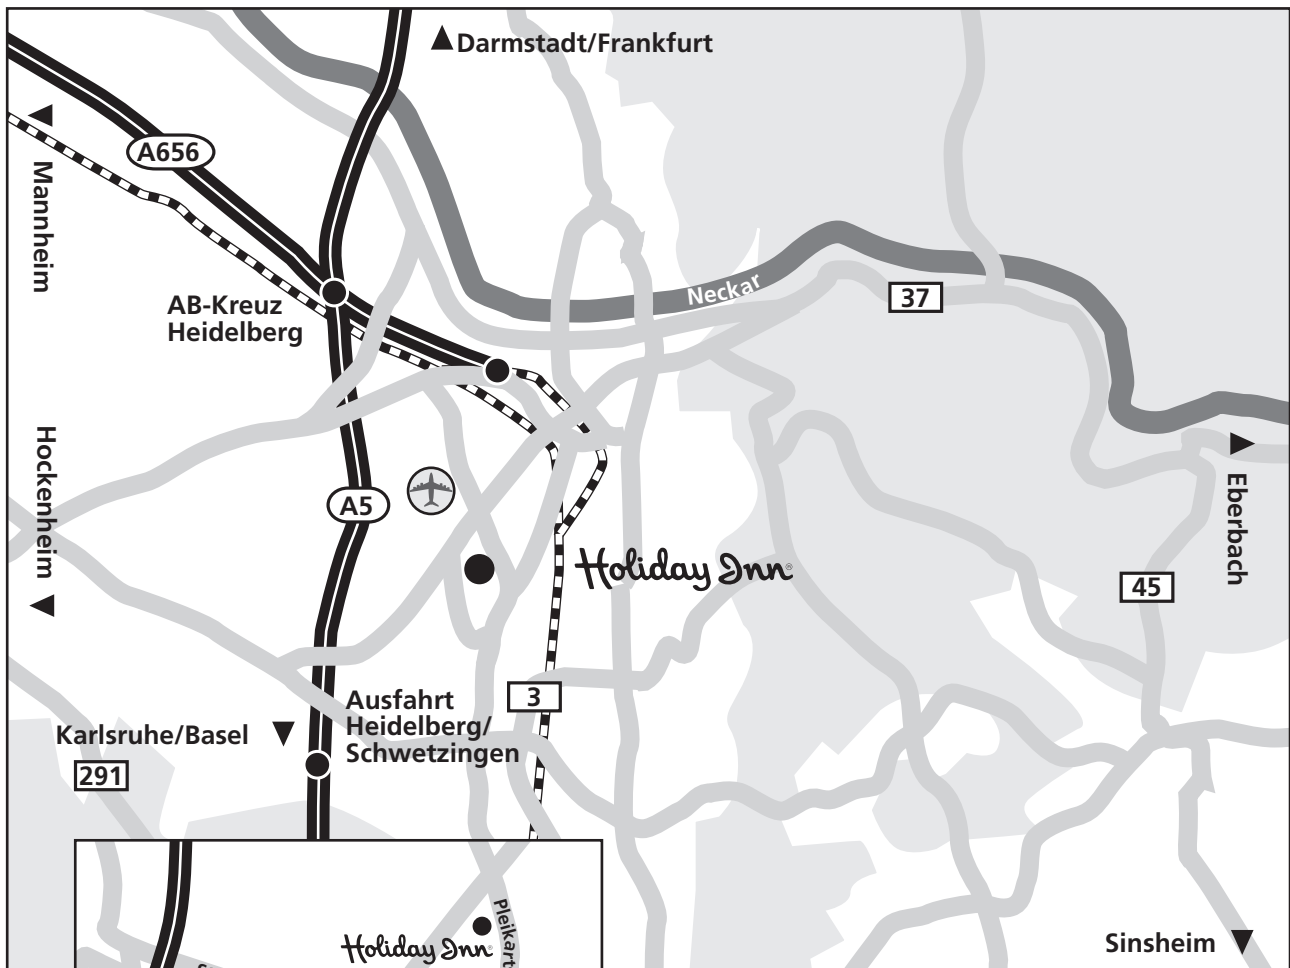 Darmstadt/Frankfurt
A656
Mannheim
Neckar
37
AB-Kreuz
Heidelberg
Hockenheim
A5
Eberbach
Holiday Inn®
45
3
Ausfahrt
Heidelberg/
Schwetzingen
Karlsruhe/Basel
291
Holiday Inn®
Sinsheim